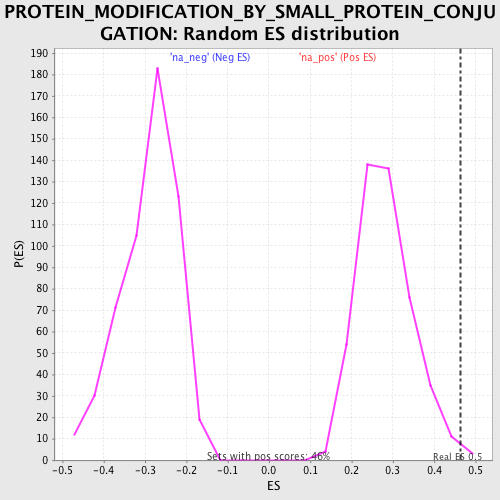 PROTEIN_MODIFICATION_BY_SMALL_PROTEIN_CONJU
GATION: Random ES distribution
'na_neg' (Neg ES) 'na_pos' (Pos ES)
190
180
170
160
150
140
130
120
110
100
90
80
70
60
50
40
30
20
10
0
P(ES)
Sets with pos scores: 46%
Real ES 0.5
-0.5 -0.4 -0.3 -0.2 -0.1 0.0 0.1 0.2 0.3 0.4 0.5
ES